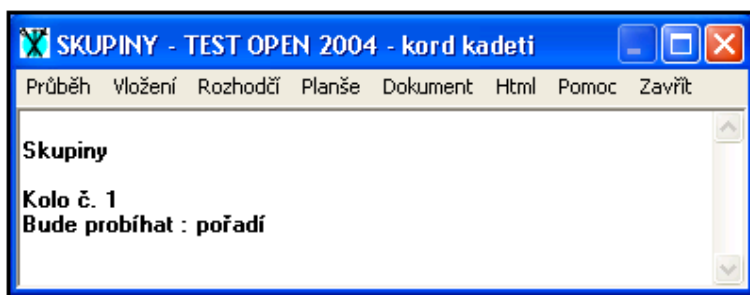 SKUPINY - TEST OPEN 2004 - kord kadeti
Průběh Vložení Rozhodčí Planše Dokument Html Pomoc Zavřít
Skupiny
Kolo č. 1
Bude probíhat : pořadí